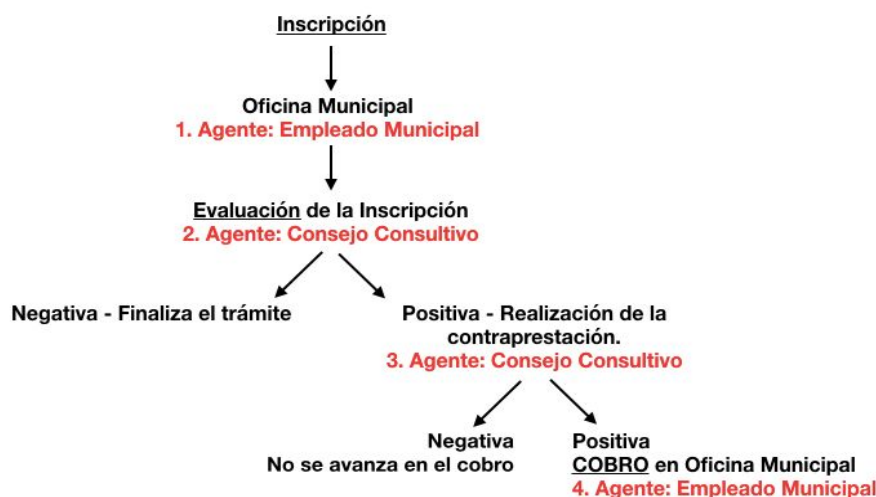 Inscripción
Oficina Municipal
1. Agente: Empleado Municipal
Evaluación de la Inscripción
2. Agente: Consejo Consultivo
Negativa - Finaliza el trámite
Positiva - Realización de la
contraprestación.
3. Agente: Consejo Consultivo
Negativa
No se avanza en el cobro
Positiva
COBRO en Oficina Municipal
4. Agente: Empleado Municipal